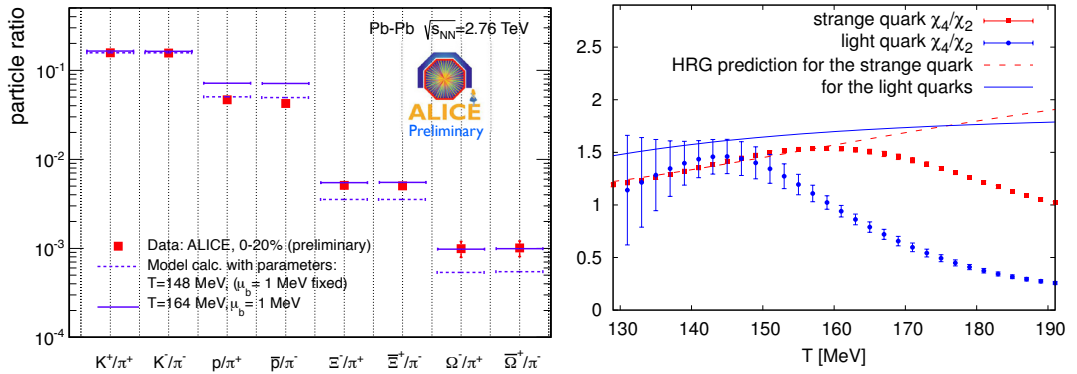 particle ratio
Pb-Pb √s_NN=2.76 TeV
ALICE
Preliminary
10^-1
10^-2
10^-3
10^-4
Data: ALICE, 0-20% (preliminary)
Model calc. with parameters:
T=148 MeV, (μ_b= 1 MeV fixed)
T=164 MeV, μ_b= 1 MeV
K⁺/π⁺ K⁻/π⁻ p/π⁺ p̅/π⁻ Ξ⁻/π⁺ Ξ̅⁺/π⁻ Ω⁻/π⁺ Ω̅⁺/π⁻
strange quark χ₄/χ₂
light quark χ₄/χ₂
HRG prediction for the strange quark
for the light quarks
2.5
2
1.5
1
0.5
0
130 140 150 160 170 180 190
T [MeV]